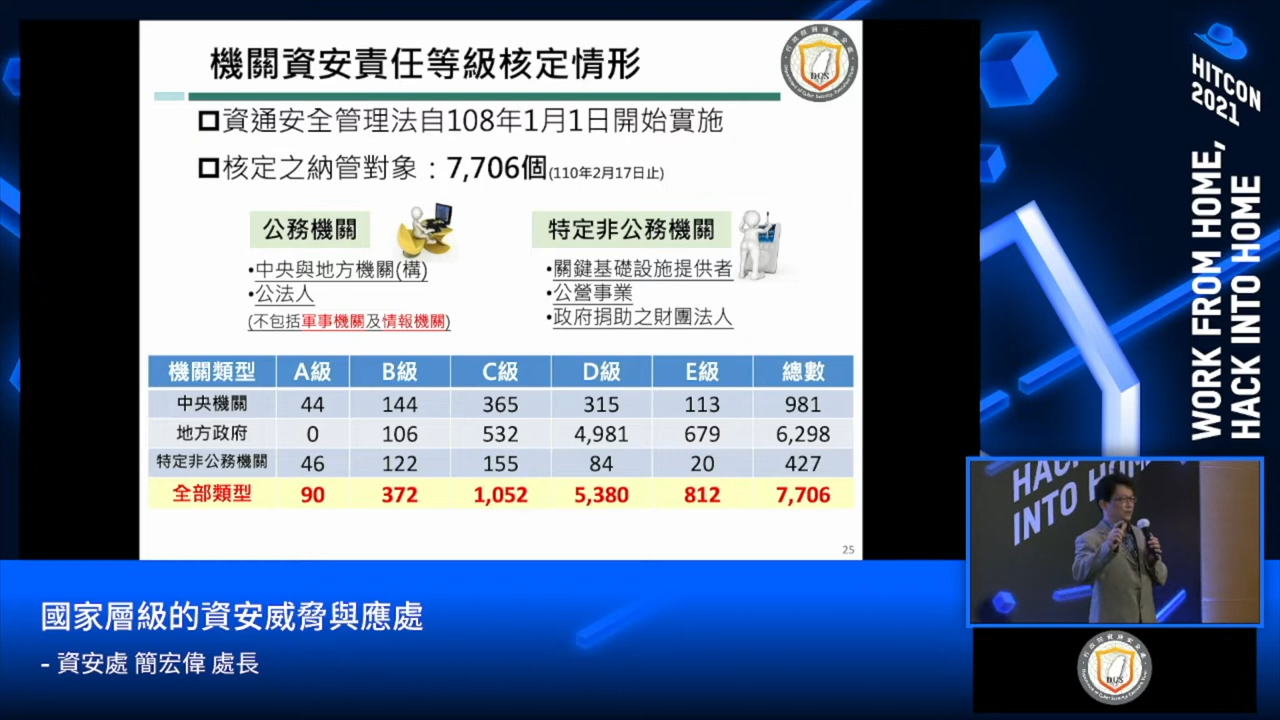 機關資安責任等級核定情形
資通安全管理法自108年1月1日開始實施
核定之納管對象：7,706個(110年2月17日止)
公務機關
•中央與地方機關(構)
•公法人
(不包括軍事機關及情報機關)
特定非公務機關
•關鍵基礎設施提供者
•公營事業
•政府捐助之財團法人
機關類型 A級 B級 C級 D級 E級 總數
中央機關 44 144 365 315 113 981
地方政府 0 106 532 4,981 679 6,298
特定非公務機關 46 122 155 84 20 427
全部類型 90 372 1,052 5,380 812 7,706
25
HITCON
2021
WORK FROM HOME,
HACK INTO HOME
HACK
INTO HOME
國家層級的資安威脅與應處
- 資安處 簡宏偉 處長
DCS
DCS